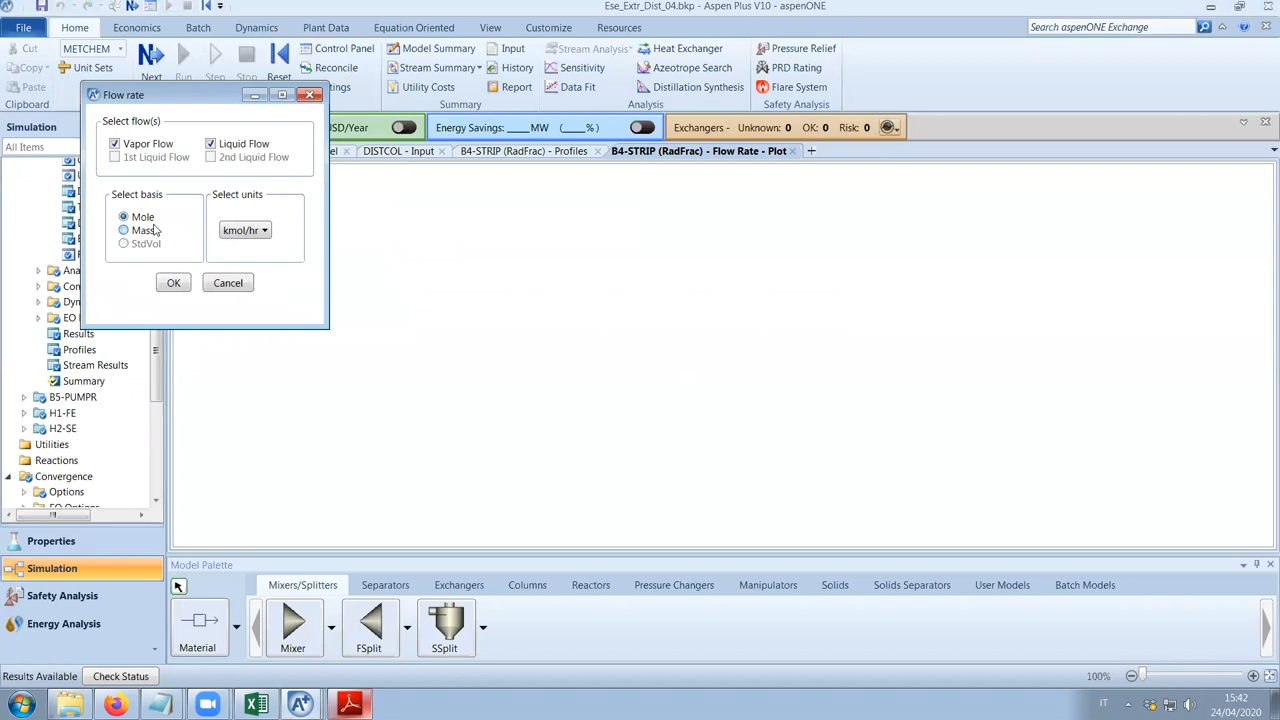 Ese_Extr_Dist_04.bkp - Aspen Plus V10 - aspenONE
File Home Economics Batch Dynamics Plant Data Equation Oriented View Customize Resources
Search aspenONE Exchange
Cut METCHEM Control Panel Model Summary Input Stream Analysis Heat Exchanger Pressure Relief
Copy Unit Sets Reconcile Stream Summary History Sensitivity Azeotrope Search PRD Rating
Paste Next Run Step Stop Reset Utility Costs Report Data Fit Distillation Synthesis Flare System
Clipboard Summary Analysis Safety Analysis
Flow rate
Simulation USD/Year Energy Savings: ____ MW (____ %) Exchangers - Unknown: 0 OK: 0 Risk: 0
Select flow(s)
Vapor Flow Liquid Flow
1st Liquid Flow 2nd Liquid Flow
All Items
DISTCOL - Input B4-STRIP (RadFrac) - Profiles B4-STRIP (RadFrac) - Flow Rate - Plot
Select basis Select units
Mole
Mass kmol/hr
StdVol
OK Cancel
Results
Profiles
Stream Results
Summary
B5-PUMPR
H1-FE
H2-SE
Utilities
Reactions
Convergence
Options
EO Options
Properties
Simulation
Safety Analysis
Energy Analysis
Model Palette
Mixers/Splitters Separators Exchangers Columns Reactors Pressure Changers Manipulators Solids Solids Separators User Models Batch Models
Material Mixer FSplit SSplit
Results Available Check Status 100%
IT 15:42
24/04/2020